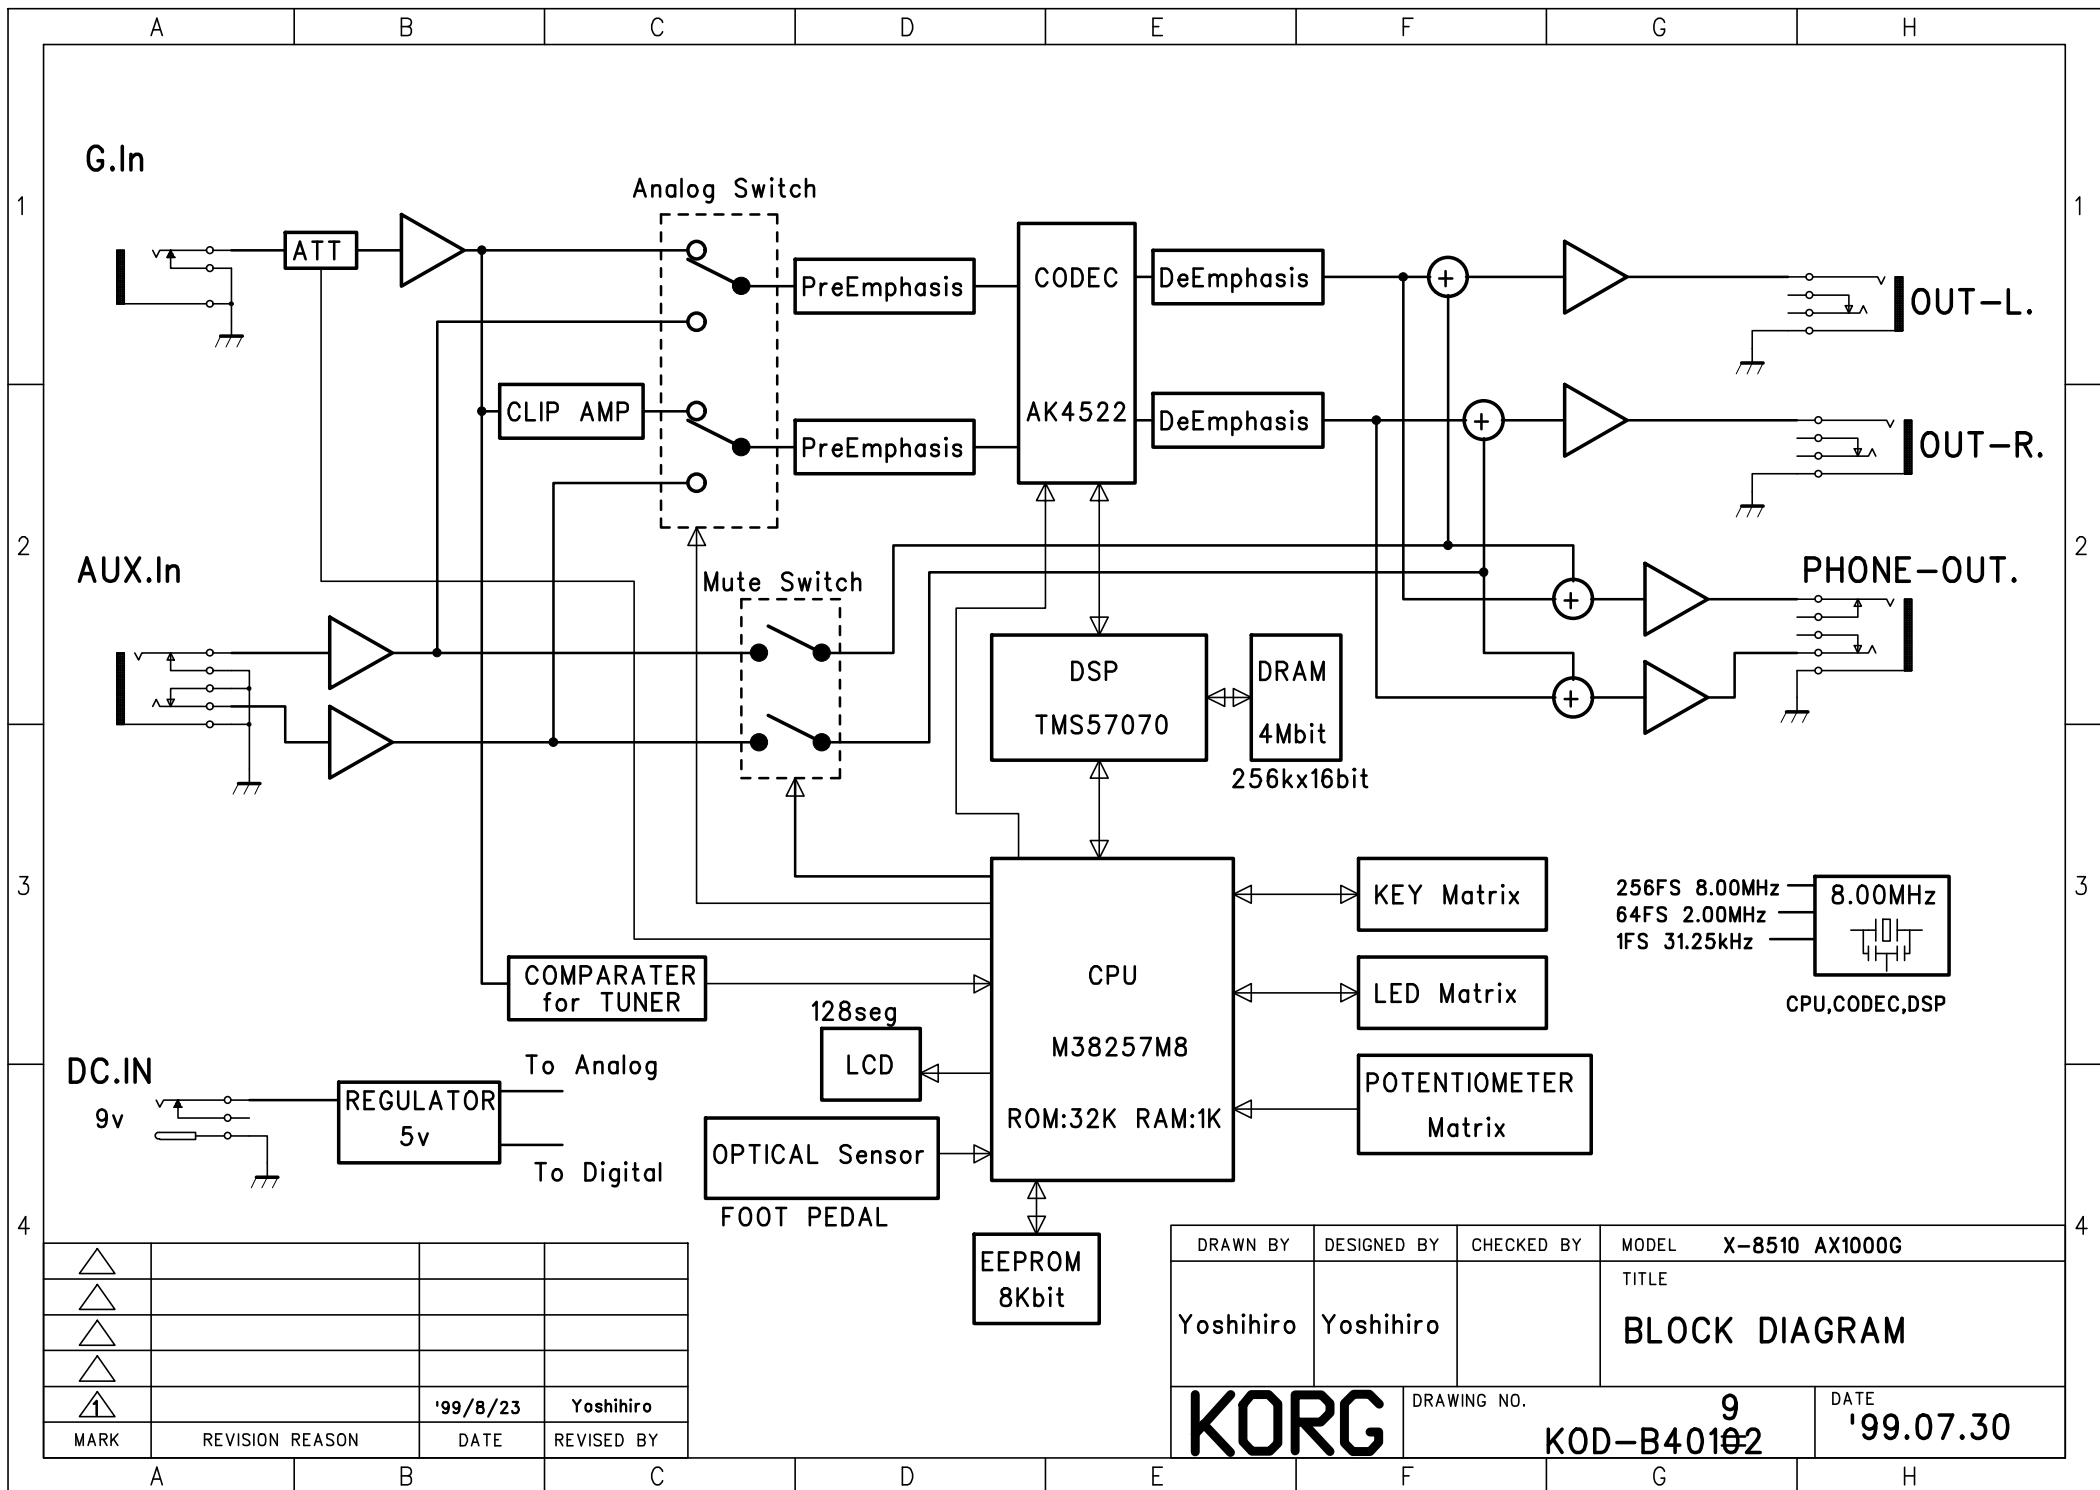 A B C D E F G H
1 1
2 2
3 3
4 4
G.In
Analog Switch
ATT
PreEmphasis
CODEC
AK4522
DeEmphasis
+
OUT-L.
CLIP AMP
PreEmphasis
DeEmphasis
+
OUT-R.
AUX.In
Mute Switch
PHONE-OUT.
+
+
DSP
TMS57070
DRAM
4Mbit
256kx16bit
COMPARATER
for TUNER
CPU
M38257M8
ROM:32K RAM:1K
KEY Matrix
LED Matrix
POTENTIOMETER
Matrix
256FS 8.00MHz
64FS 2.00MHz
1FS 31.25kHz
8.00MHz
CPU,CODEC,DSP
128seg
LCD
OPTICAL Sensor
FOOT PEDAL
EEPROM
8Kbit
DC.IN
9v
REGULATOR
5v
To Analog
To Digital
1 '99/8/23 Yoshihiro
MARK REVISION REASON DATE REVISED BY
DRAWN BY DESIGNED BY CHECKED BY MODEL X-8510 AX1000G
Yoshihiro Yoshihiro
TITLE
BLOCK DIAGRAM
KORG
DRAWING NO.
9
KOD-B40102
DATE
'99.07.30
A B C D E F G H